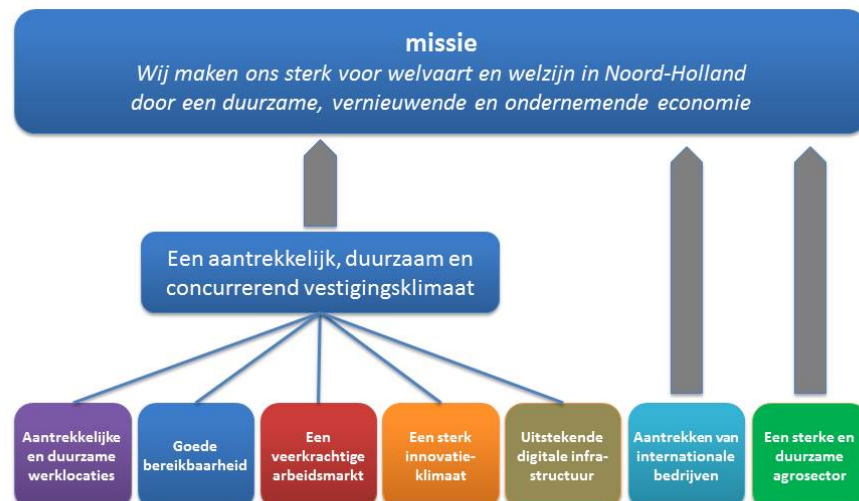 missie
Wij maken ons sterk voor welvaart en welzijn in Noord-Holland
door een duurzame, vernieuwende en ondernemende economie
Een aantrekkelijk, duurzaam en
concurrerend vestigingsklimaat
Aantrekkelijke
en duurzame
werklocaties
Goede
bereikbaarheid
Een
veerkrachtige
arbeidsmarkt
Een sterk
innovatie-
klimaat
Uitstekende
digitale infra-
structuur
Aantrekken van
internationale
bedrijven
Een sterke en
duurzame
agrosector